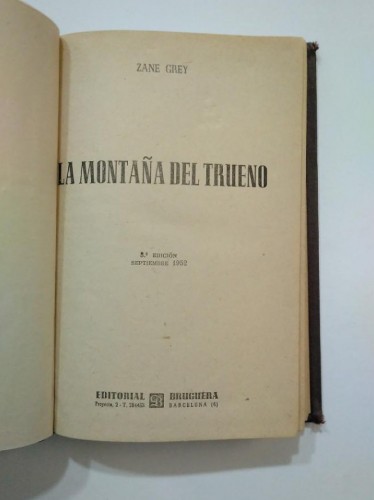 ZANE GREY
LA MONTAÑA DEL TRUENO
EDICIÓN
SEPTIEMBRE 1952
EDITORIAL BRUGUERA
BARCELONA